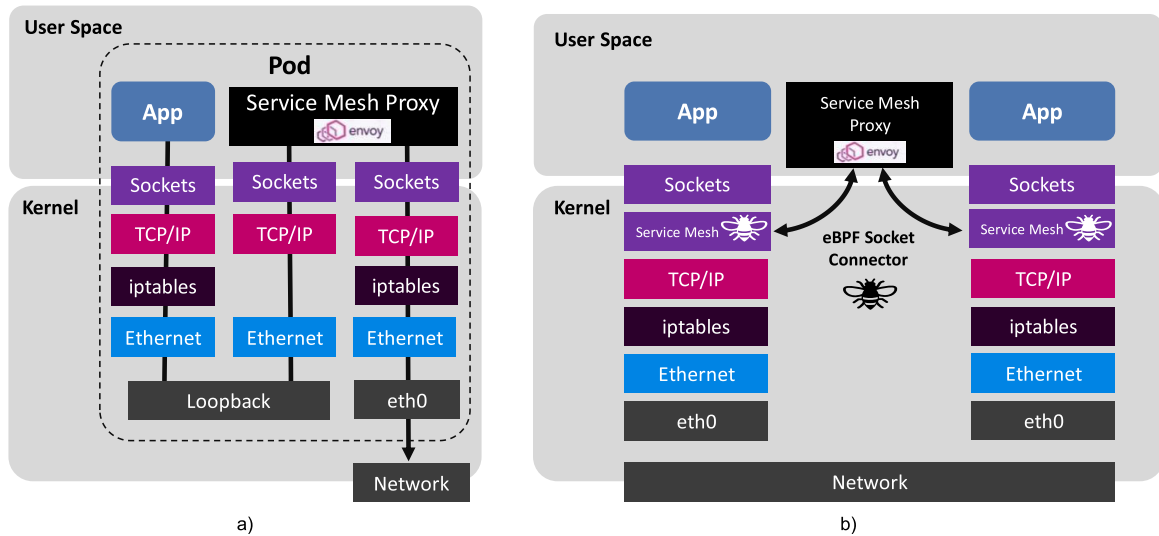 User Space
Pod
App
Service Mesh Proxy
envoy
Sockets
Sockets
Sockets
Kernel
TCP/IP
TCP/IP
TCP/IP
iptables
iptables
Ethernet
Ethernet
Ethernet
Loopback
eth0
Network
a)
User Space
App
Service Mesh
Proxy
envoy
App
Sockets
Sockets
Kernel
Service Mesh
Service Mesh
eBPF Socket
Connector
TCP/IP
TCP/IP
iptables
iptables
Ethernet
Ethernet
eth0
eth0
Network
b)